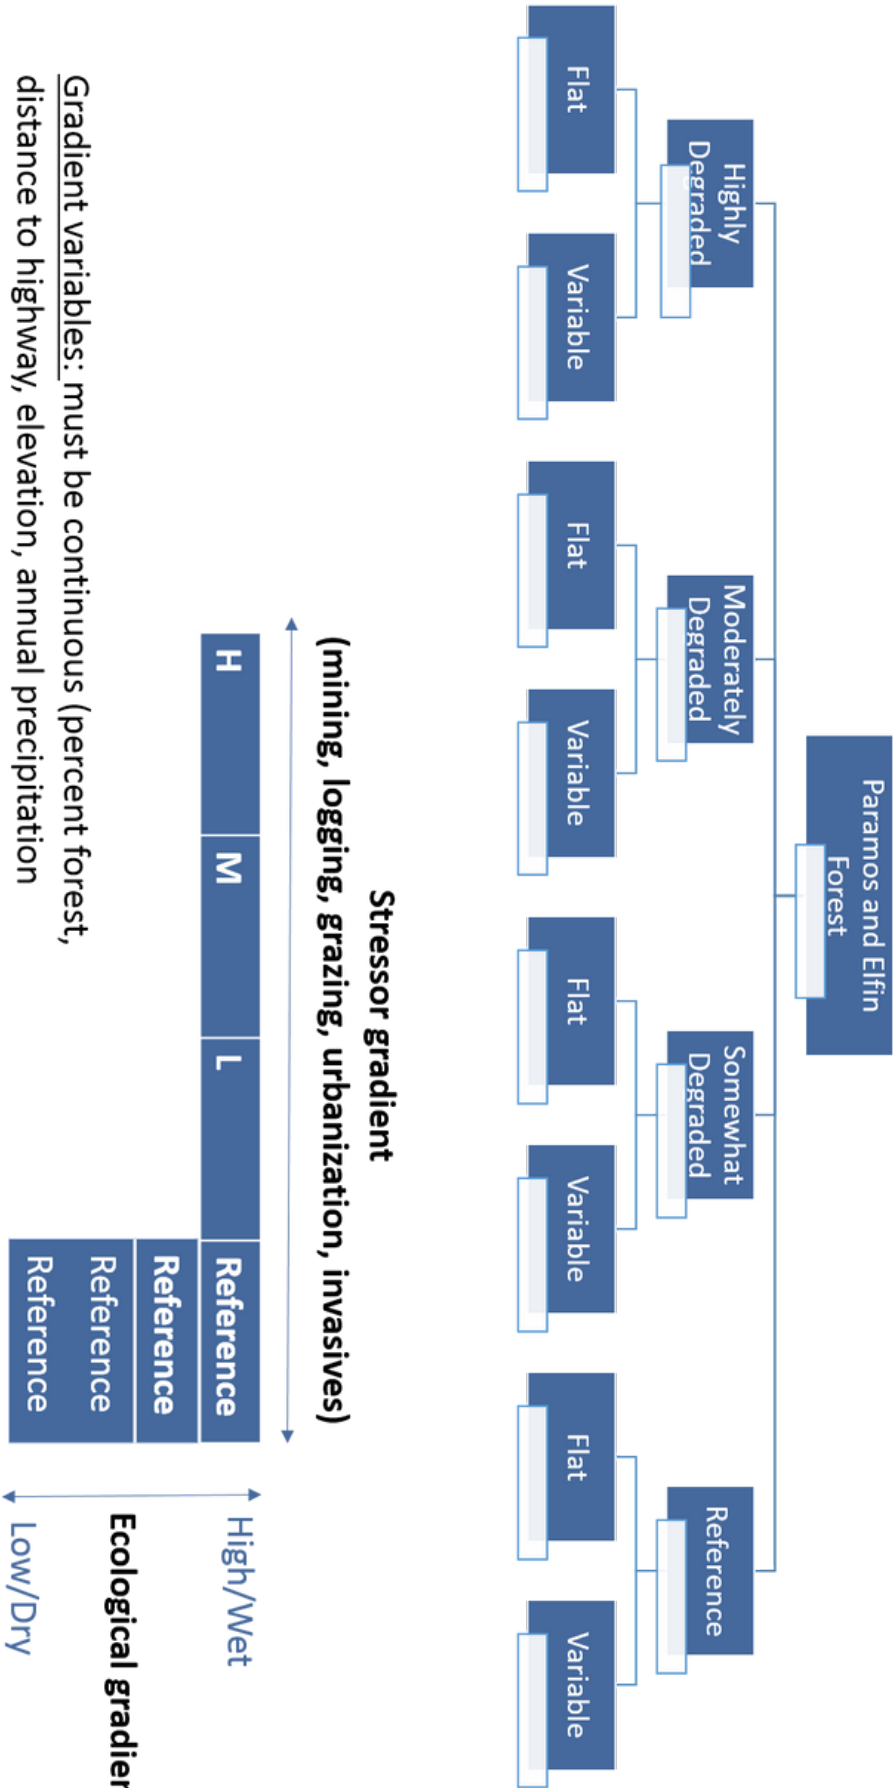 Paramos and Elfin
Forest
Highly
Degraded
Moderately
Degraded
Somewhat
Degraded
Reference
Flat
Variable
Flat
Variable
Flat
Variable
Flat
Variable
Stressor gradient
(mining, logging, grazing, urbanization, invasives)
H
M
L
Reference
Reference
Reference
Reference
High/Wet
Ecological gradien
Low/Dry
Gradient variables: must be continuous (percent forest,
distance to highway, elevation, annual precipitation